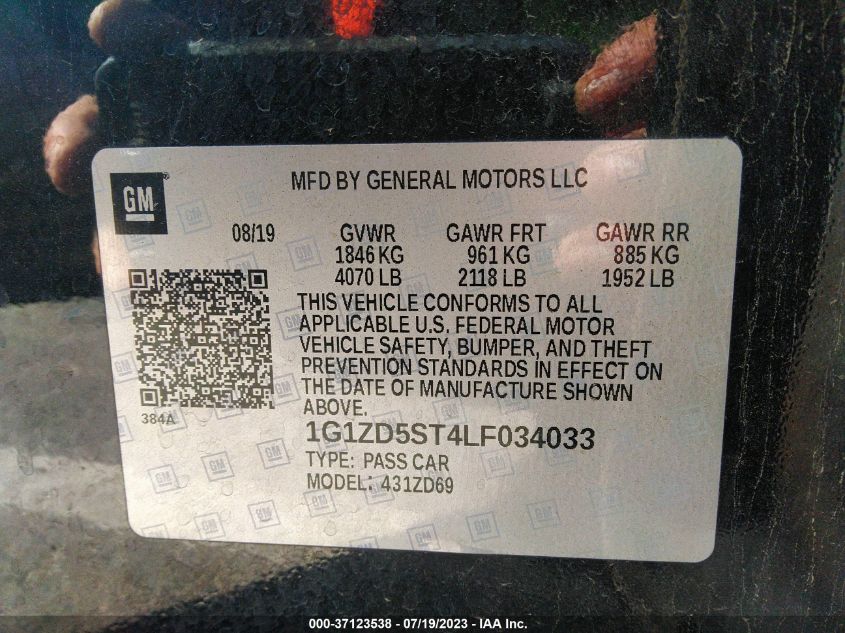 GM ®
MFD BY GENERAL MOTORS LLC
08/19 GVWR GAWR FRT GAWR RR
1846 KG 961 KG 885 KG
4070 LB 2118 LB 1952 LB
THIS VEHICLE CONFORMS TO ALL
APPLICABLE U.S. FEDERAL MOTOR
VEHICLE SAFETY, BUMPER, AND THEFT
PREVENTION STANDARDS IN EFFECT ON
THE DATE OF MANUFACTURE SHOWN
ABOVE.
384A
1G1ZD5ST4LF034033
TYPE: PASS CAR
MODEL: 431ZD69
000-37123538 - 07/19/2023 - IAA Inc.